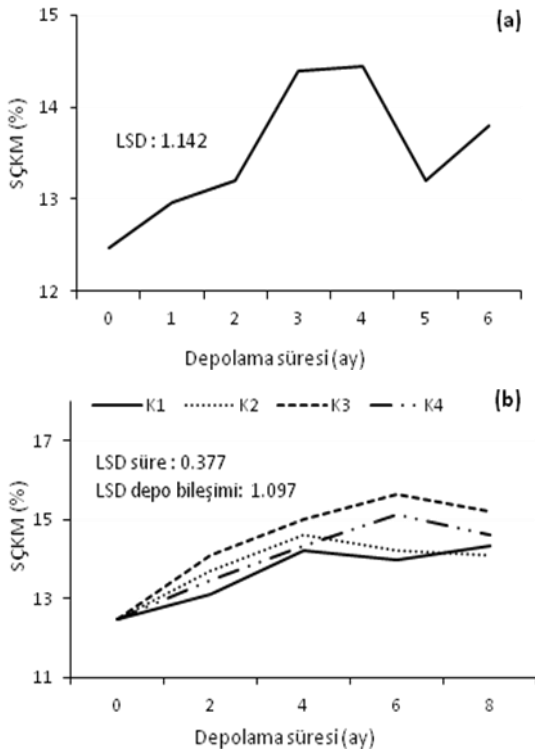 (a)
15
14
13
12
SÇKM (%)
LSD : 1.142
0 1 2 3 4 5 6
Depolama süresi (ay)
(b)
K1 K2 K3 K4
17
15
13
11
SÇKM (%)
LSD süre : 0.377
LSD depo bileşimi: 1.097
0 2 4 6 8
Depolama süresi (ay)